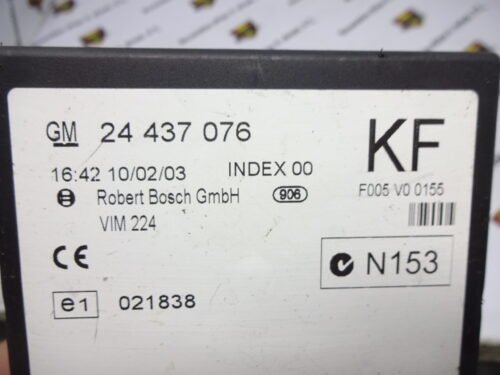 GM 24 437 076
KF
16:42 10/02/03 INDEX 00
F005 V0 0155
Robert Bosch GmbH 906
VIM 224
CE
N153
e1 021838